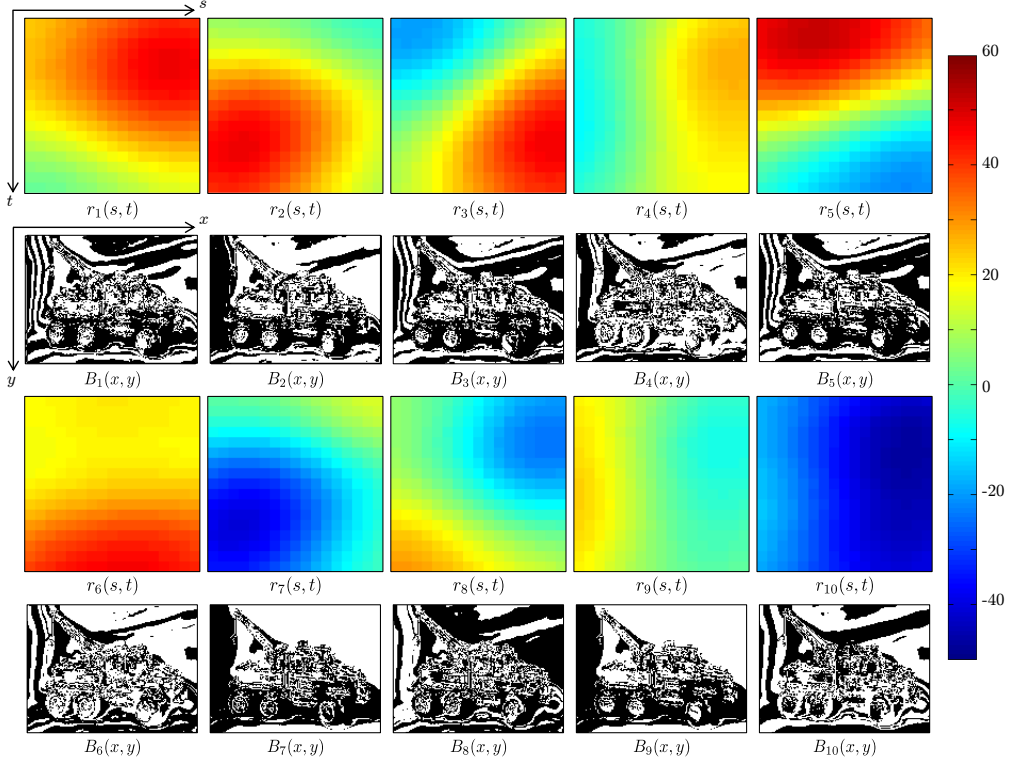 s
60
40
20
0
-20
-40
t
r₁(s, t) r₂(s, t) r₃(s, t) r₄(s, t) r₅(s, t)
x
y
B₁(x, y) B₂(x, y) B₃(x, y) B₄(x, y) B₅(x, y)
r₆(s, t) r₇(s, t) r₈(s, t) r₉(s, t) r₁₀(s, t)
B₆(x, y) B₇(x, y) B₈(x, y) B₉(x, y) B₁₀(x, y)